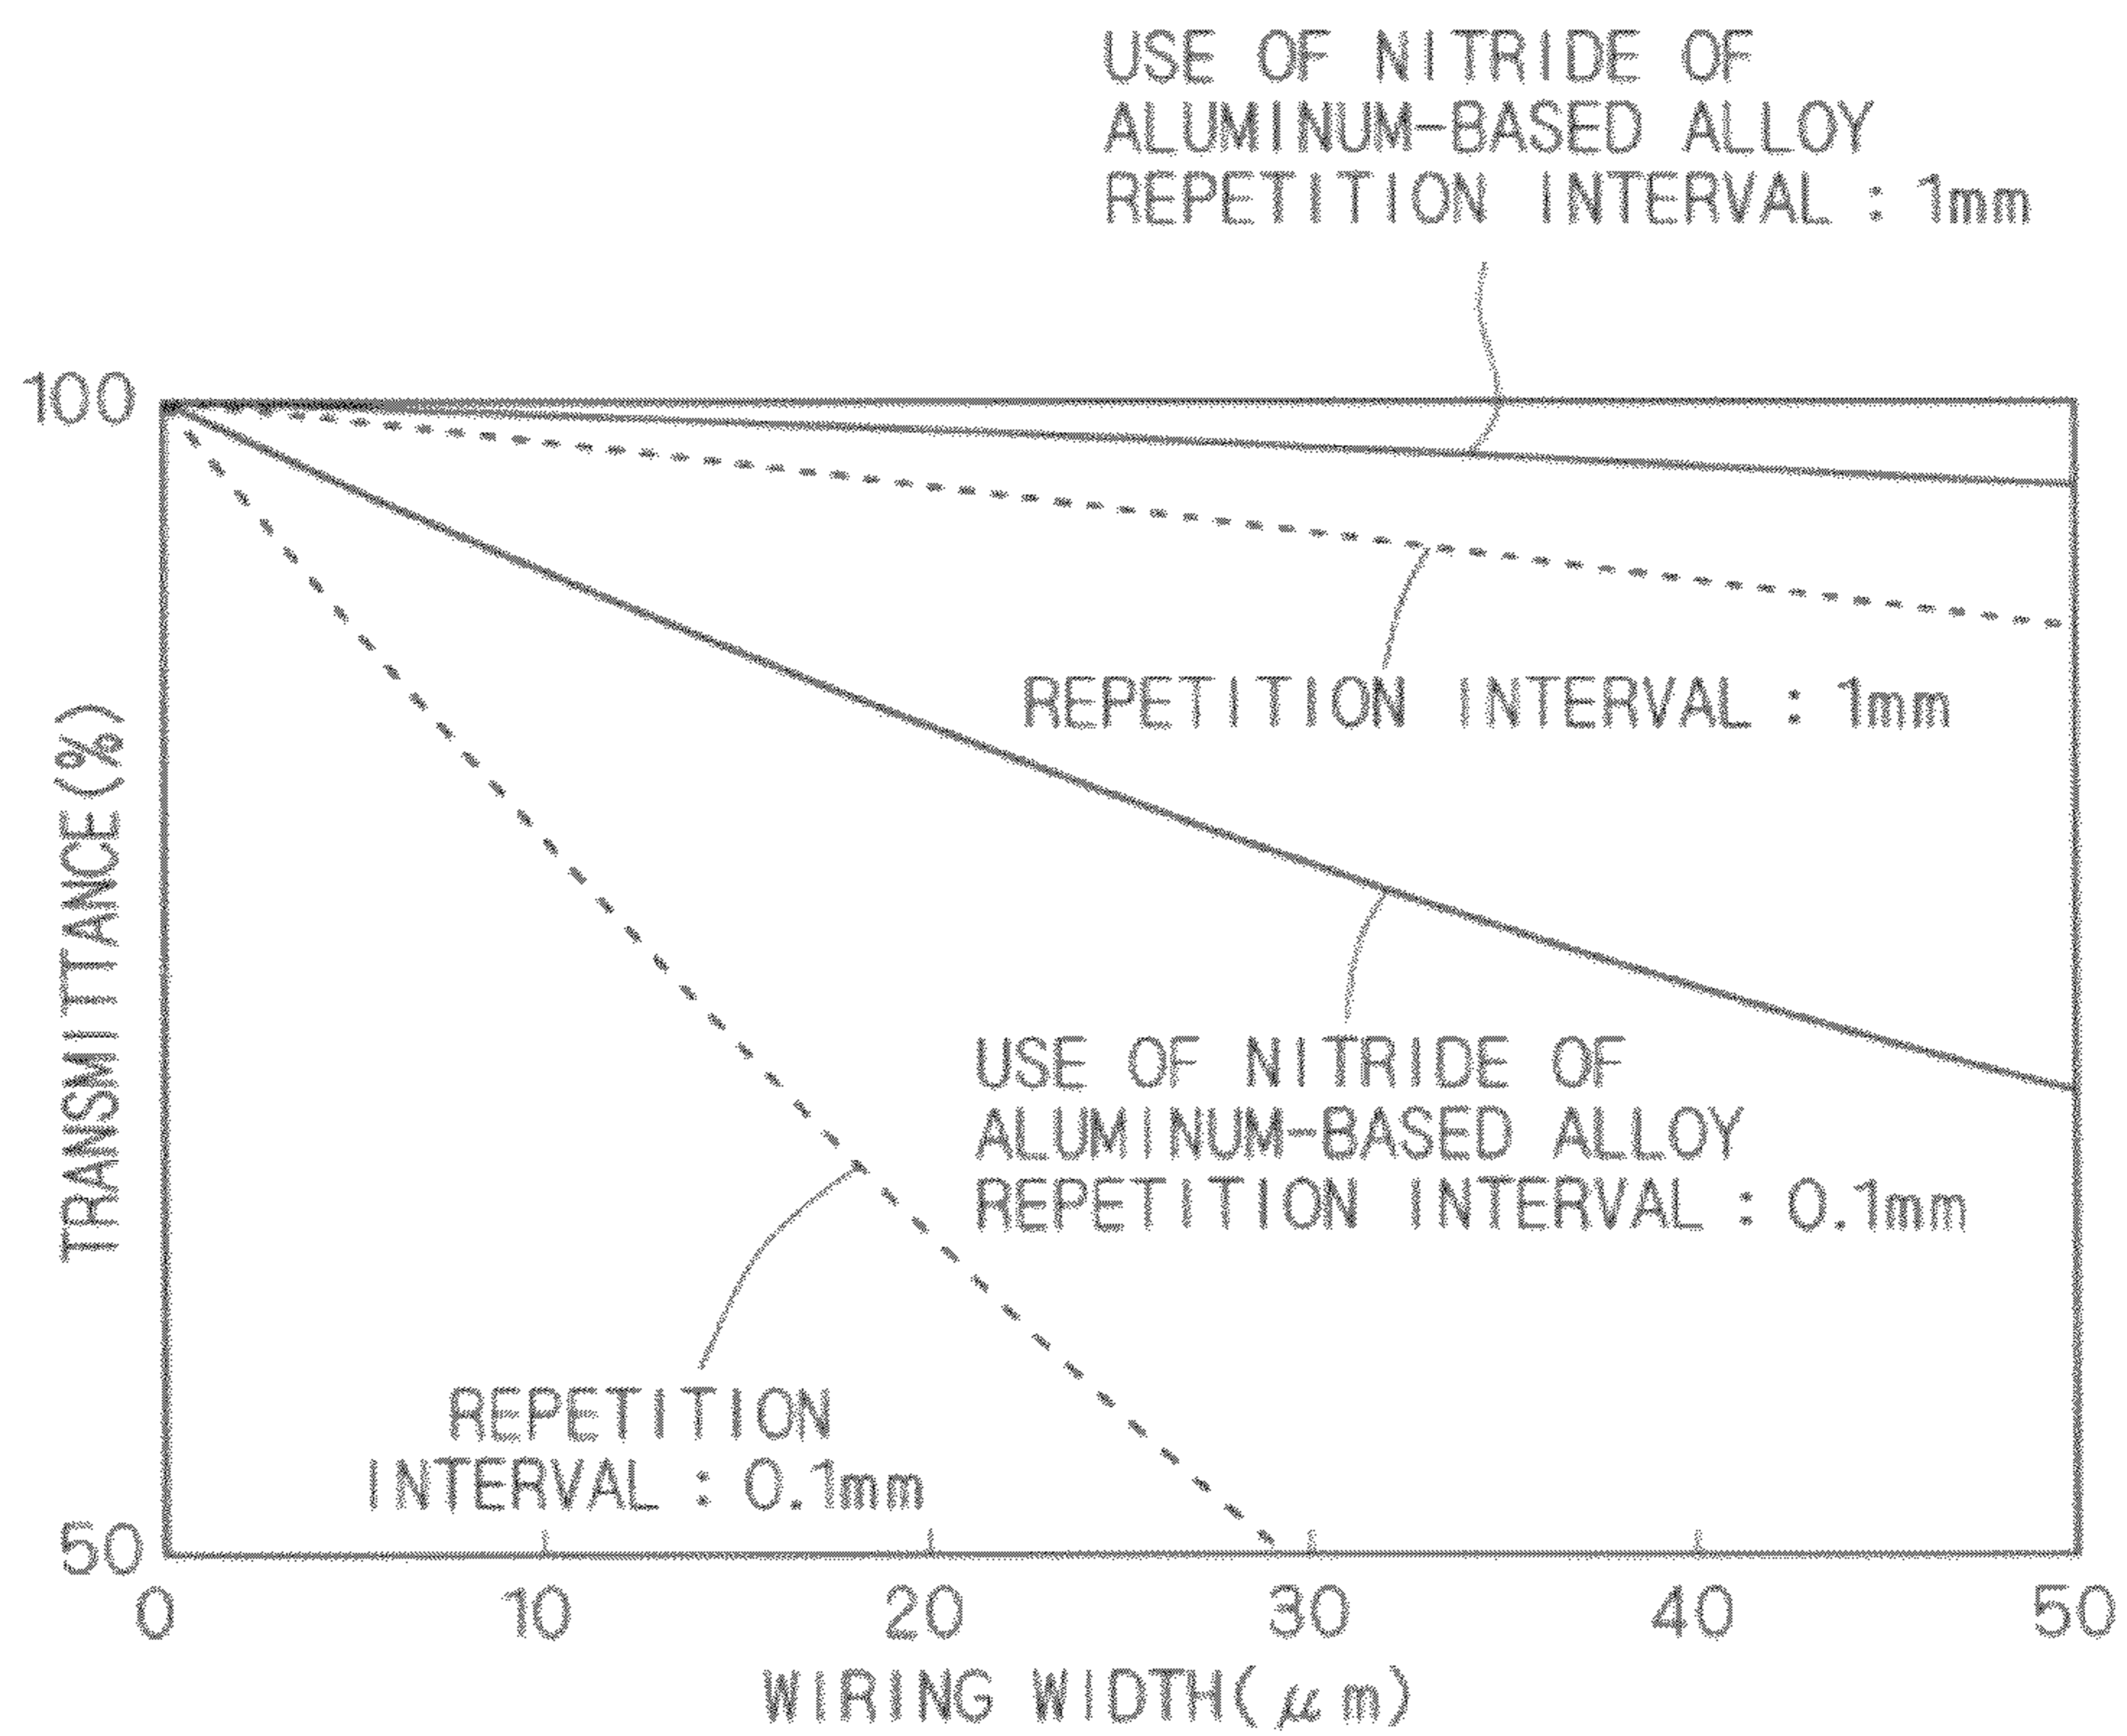 USE OF NITRIDE OF
ALUMINUM-BASED ALLOY
REPETITION INTERVAL : 1mm
100
REPETITION INTERVAL : 1mm
TRANSMITTANCE(%)
USE OF NITRIDE OF
ALUMINUM-BASED ALLOY
REPETITION INTERVAL : 0.1mm
REPETITION
INTERVAL : 0.1mm
50
0 10 20 30 40 50
WIRING WIDTH(μm)